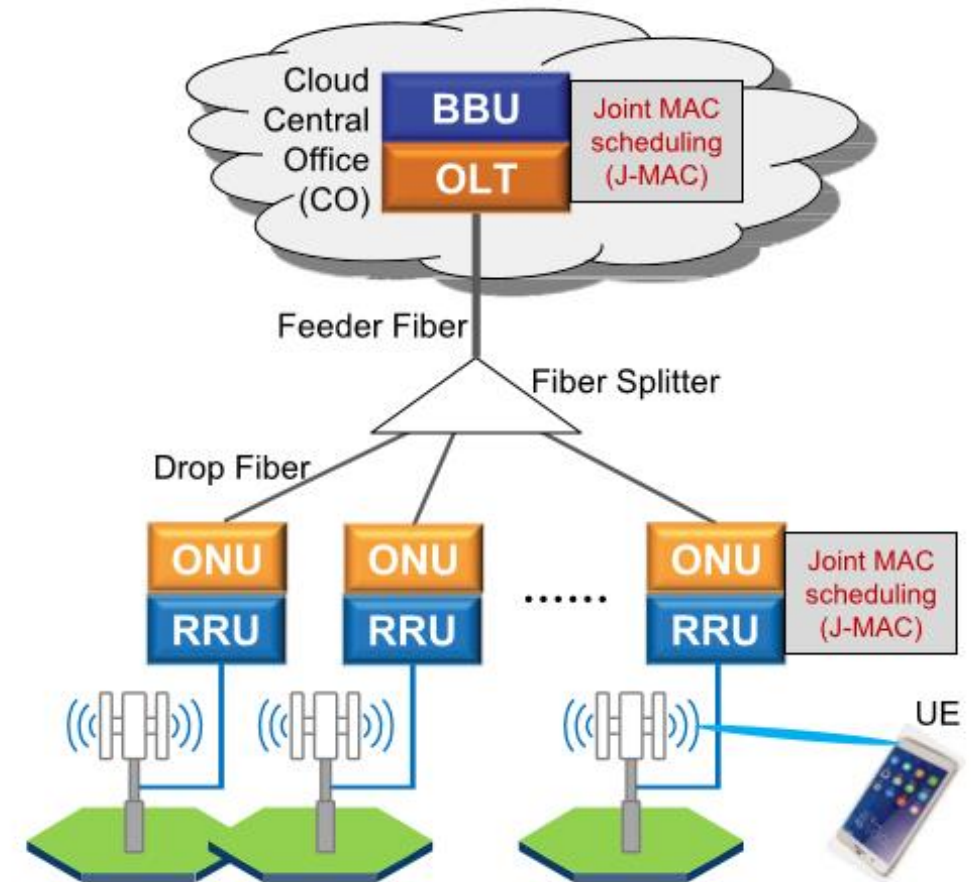 Cloud
Central
Office
(CO)
BBU
OLT
Joint MAC
scheduling
(J-MAC)
Feeder Fiber
Fiber Splitter
Drop Fiber
ONU
RRU
ONU
RRU
......
ONU
RRU
Joint MAC
scheduling
(J-MAC)
UE